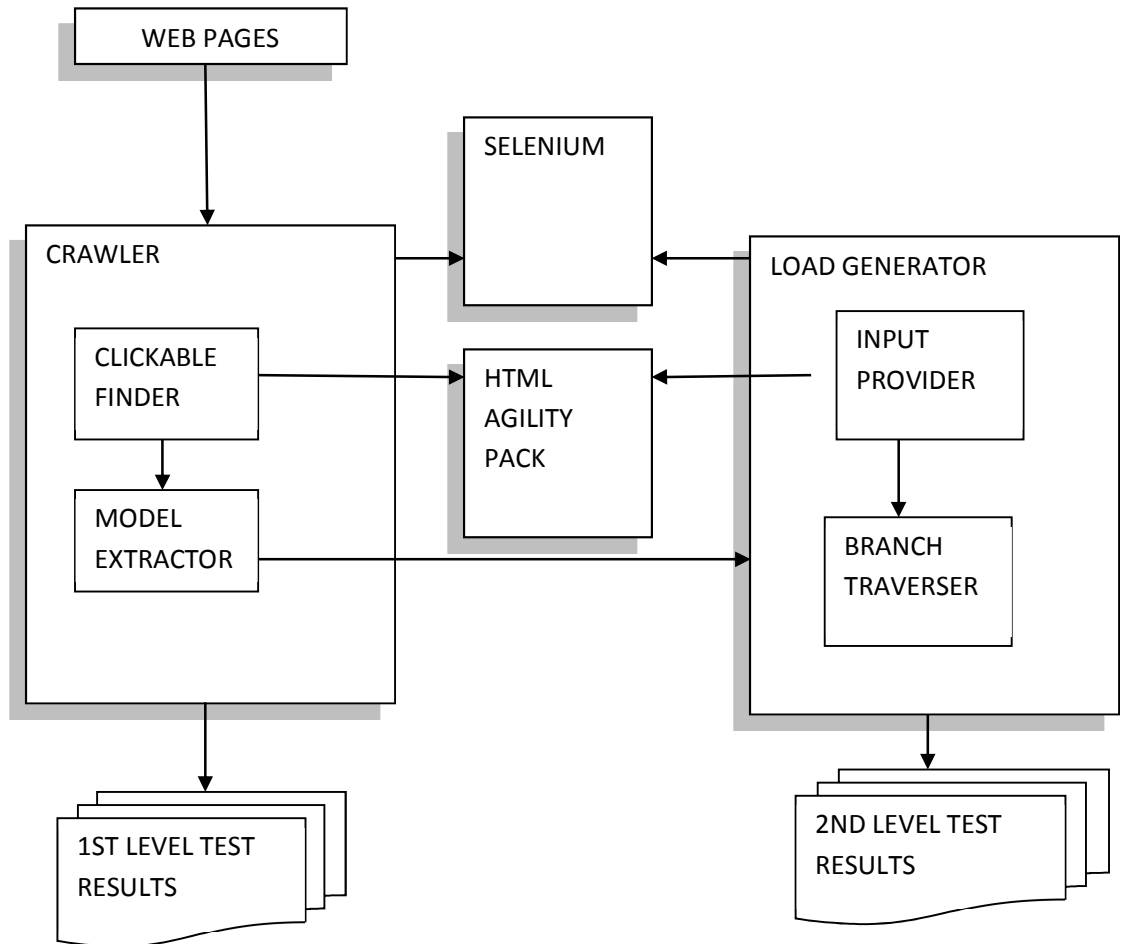 WEB PAGES
SELENIUM
CRAWLER
LOAD GENERATOR
CLICKABLE
FINDER
HTML
AGILITY
PACK
INPUT
PROVIDER
MODEL
EXTRACTOR
BRANCH
TRAVERSER
1ST LEVEL TEST
RESULTS
2ND LEVEL TEST
RESULTS